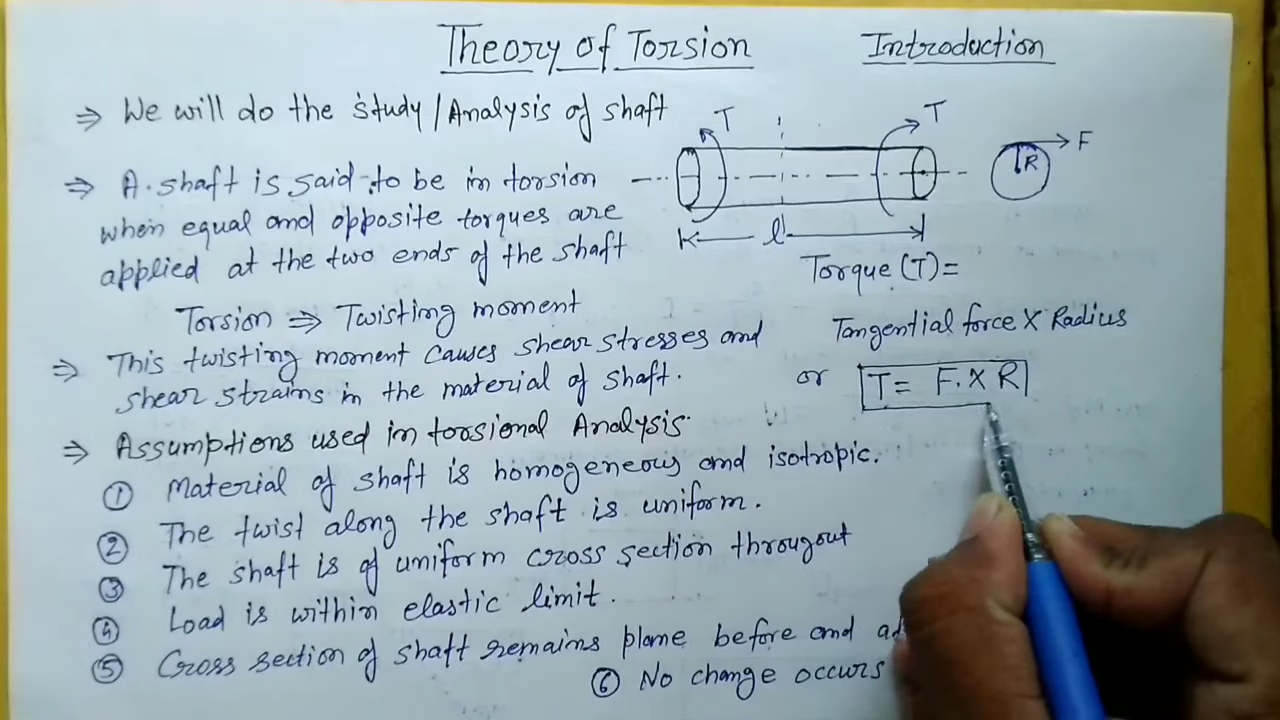 Theory of Torsion Introduction
⇒ We will do the study/Analysis of shaft
⇒ A shaft is said to be in torsion
when equal and opposite torques are
applied at the two ends of the shaft
Torsion ⇒ Twisting moment
⇒ This twisting moment causes shear stresses and
shear strains in the material of shaft.
⇒ Assumptions used in torsional Analysis
① Material of shaft is homogeneous and isotropic.
② The twist along the shaft is uniform.
③ The shaft is of uniform cross section througout
④ Load is within elastic limit.
⑤ Cross section of shaft remains plane before and
⑥ No change occurs
T T
F
R
l
Torque (T) =
Tangential force X Radius
or T = F. X R